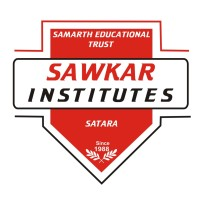 SAMARTH EDUCATIONAL
TRUST
SAWKAR
INSTITUTES
SATARA
Since
1988